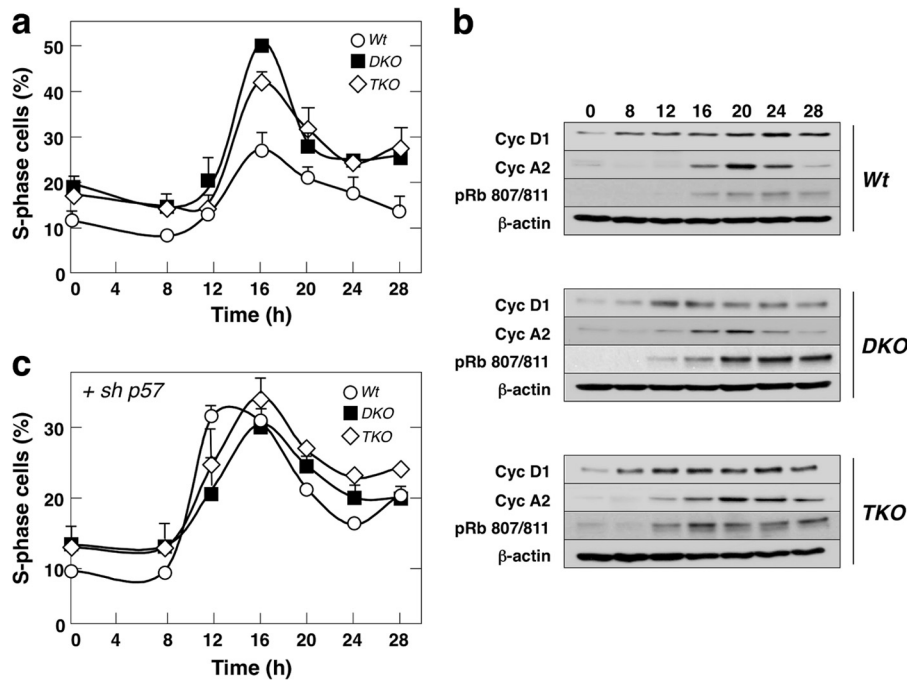 a
S-phase cells (%)
50
40
30
20
10
0
Wt
DKO
TKO
0 4 8 12 16 20 24 28
Time (h)
b
0 8 12 16 20 24 28
Cyc D1
Cyc A2
pRb 807/811
β-actin
Wt
Cyc D1
Cyc A2
pRb 807/811
β-actin
DKO
Cyc D1
Cyc A2
pRb 807/811
β-actin
TKO
c
+ sh p57
S-phase cells (%)
30
20
10
0
Wt
DKO
TKO
0 4 8 12 16 20 24 28
Time (h)